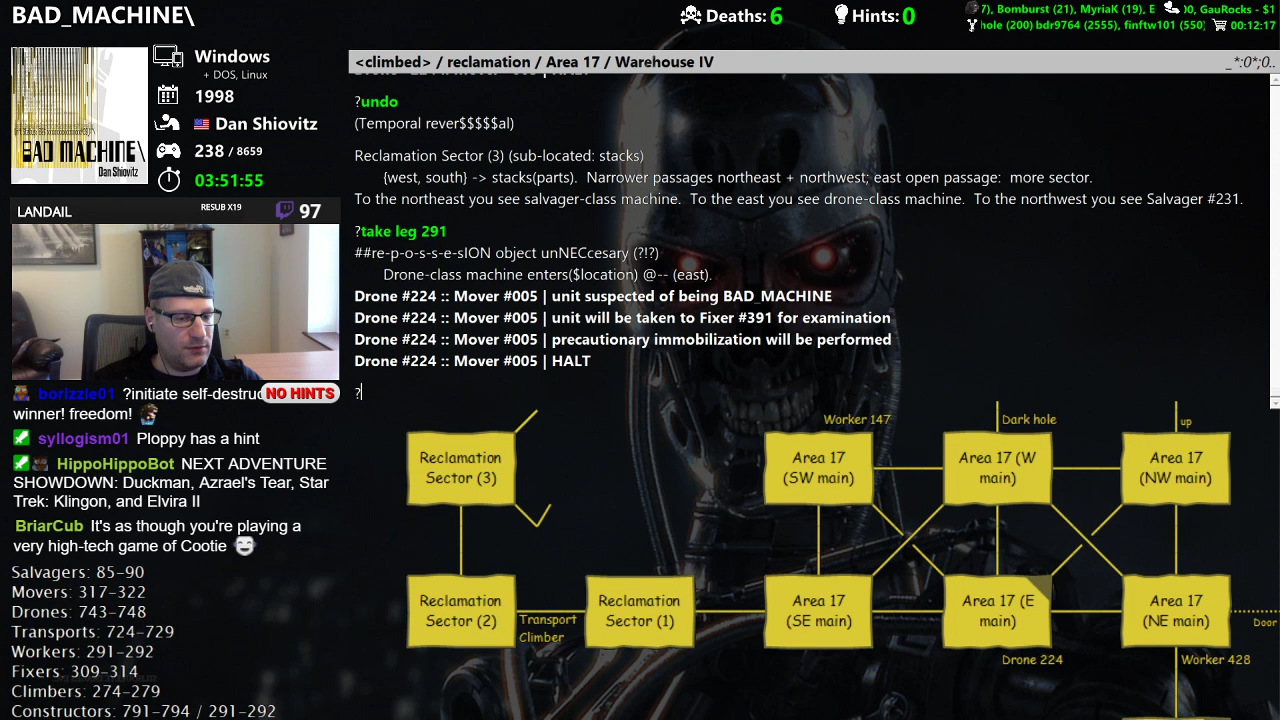 BAD_MACHINE\
Deaths: 6
Hints: 0
7), Bomburst (21), MyriaK (19), E
00, GauRocks - $1
hole (200) bdr9764 (2555), finftw101 (550)
00:12:17
BAD MACHINE\
Dan Shiovitz
Windows
+ DOS, Linux
1998
Dan Shiovitz
238 / 8659
03:51:55
LANDAIL
RESUB X19
97
<climbed> / reclamation / Area 17 / Warehouse IV
_*:0*;0..
?undo
(Temporal rever$$$$$al)
Reclamation Sector (3) (sub-located: stacks)
{west, south} -> stacks(parts). Narrower passages northeast + northwest; east open passage: more sector.
To the northeast you see salvager-class machine. To the east you see drone-class machine. To the northwest you see Salvager #231.
?take leg 291
##re-p-o-s-s-e-sION object unNECcesary (?!?)
Drone-class machine enters($location) @-- (east).
Drone #224 :: Mover #005 | unit suspected of being BAD_MACHINE
Drone #224 :: Mover #005 | unit will be taken to Fixer #391 for examination
Drone #224 :: Mover #005 | precautionary immobilization will be performed
Drone #224 :: Mover #005 | HALT
?
borizzle01 ?initiate self-destruc
NO HINTS
winner! freedom!
syllogism01 Ploppy has a hint
HippoHippoBot NEXT ADVENTURE
SHOWDOWN: Duckman, Azrael's Tear, Star
Trek: Klingon, and Elvira II
BriarCub It's as though you're playing a
very high-tech game of Cootie
Salvagers: 85-90
Movers: 317-322
Drones: 743-748
Transports: 724-729
Workers: 291-292
Fixers: 309-314
Climbers: 274-279
Constructors: 791-794 / 291-292
Worker 147
Dark hole
up
Reclamation
Sector (3)
Area 17
(SW main)
Area 17 (W
main)
Area 17
(NW main)
Reclamation
Sector (2)
Transport
Climber
Reclamation
Sector (1)
Area 17
(SE main)
Area 17 (E
main)
Area 17
(NE main)
Door
Drone 224
Worker 428